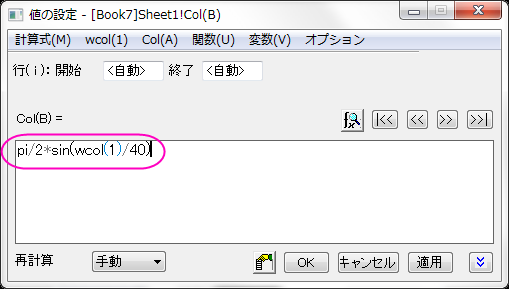 値の設定 - [Book7]Sheet1!Col(B)
計算式(M) wcol(1) Col(A) 関数(U) 変数(V) オプション
行(i): 開始 <自動> 終了 <自動>
Col(B) =
|<< << >> >>|
pi/2*sin(wcol(1)/40)
再計算 手動 OK キャンセル 適用